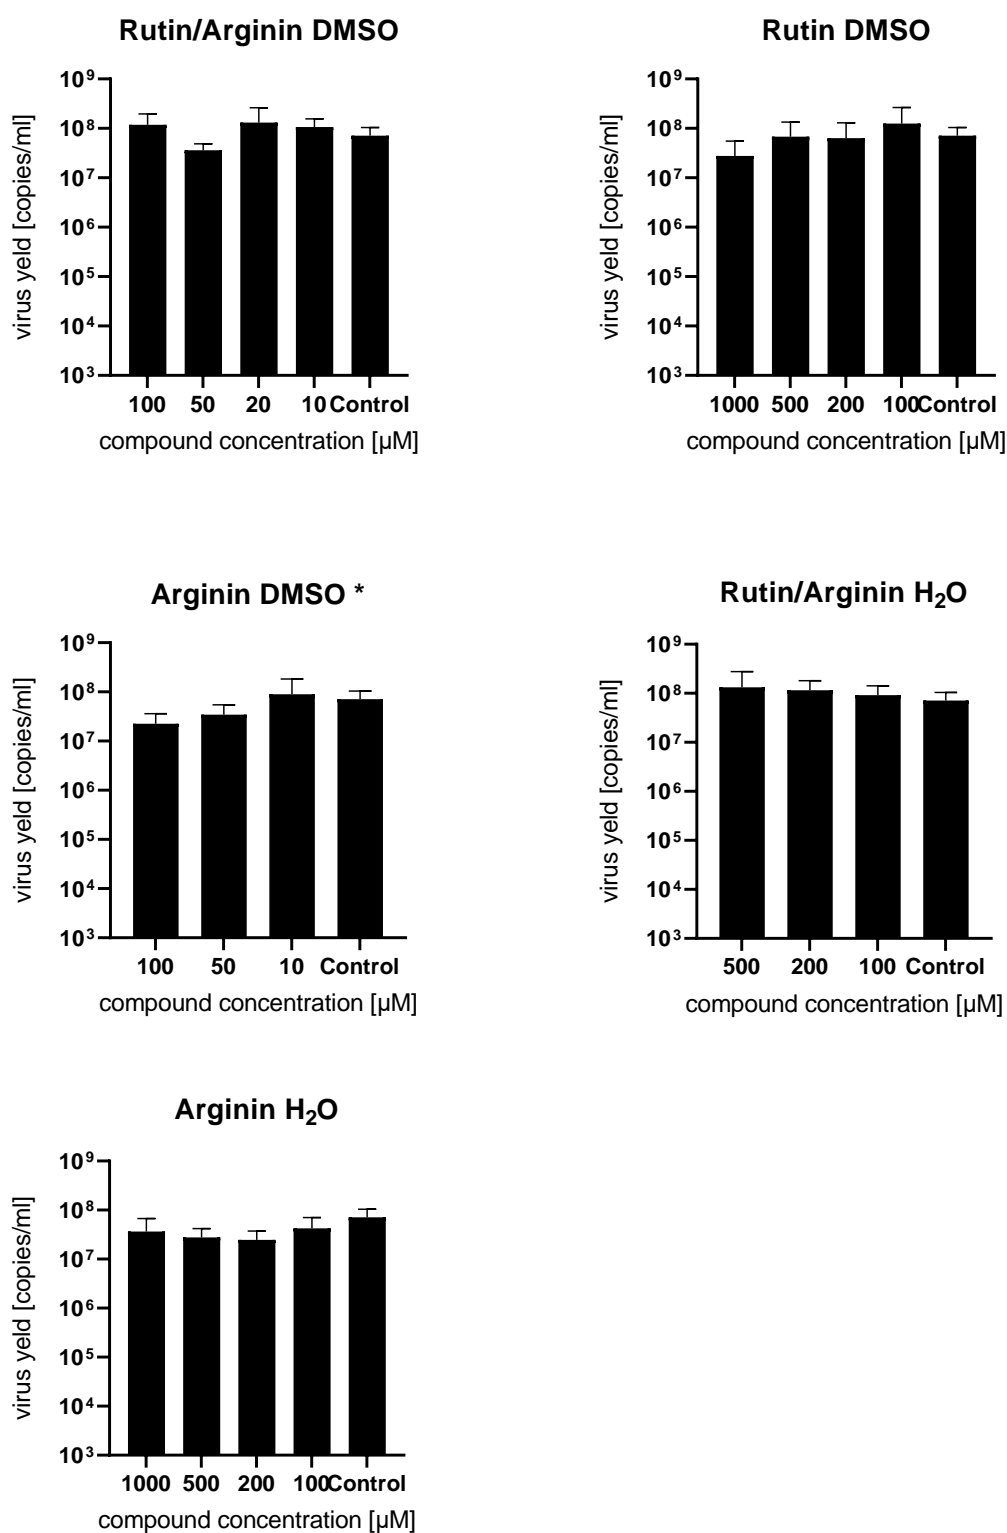 Rutin/Arginin DMSO
virus yeld [copies/ml]
10⁹
10⁸
10⁷
10⁶
10⁵
10⁴
10³
100 50 20 10 Control
compound concentration [µM]
Rutin DMSO
virus yeld [copies/ml]
10⁹
10⁸
10⁷
10⁶
10⁵
10⁴
10³
1000 500 200 100 Control
compound concentration [µM]
Arginin DMSO *
virus yeld [copies/ml]
10⁹
10⁸
10⁷
10⁶
10⁵
10⁴
10³
100 50 10 Control
compound concentration [µM]
Rutin/Arginin H₂O
virus yeld [copies/ml]
10⁹
10⁸
10⁷
10⁶
10⁵
10⁴
10³
500 200 100 Control
compound concentration [µM]
Arginin H₂O
virus yeld [copies/ml]
10⁹
10⁸
10⁷
10⁶
10⁵
10⁴
10³
1000 500 200 100 Control
compound concentration [µM]